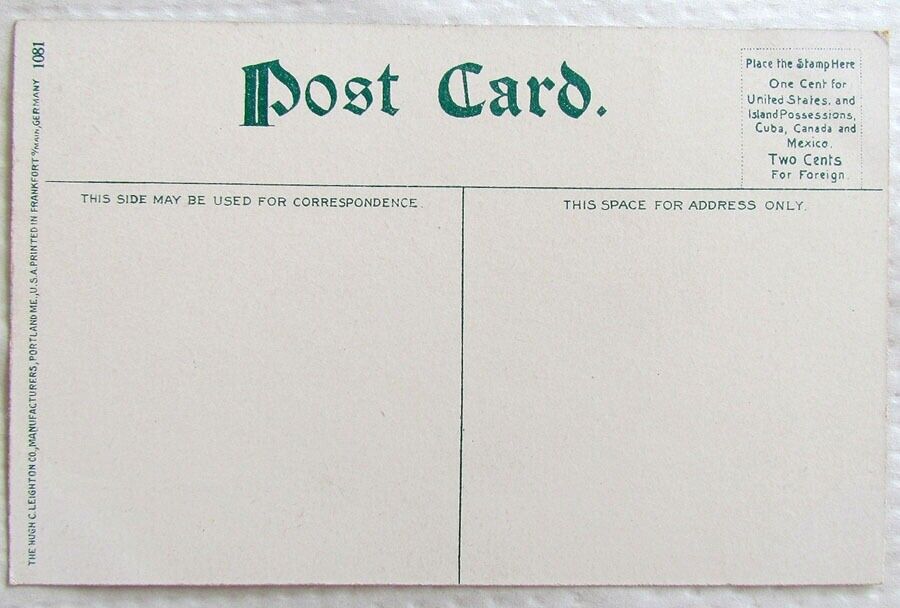 Post Card.
Place the Stamp Here
One Cent for
United States, and
Island Possessions,
Cuba, Canada and
Mexico.
Two Cents
For Foreign.
THIS SIDE MAY BE USED FOR CORRESPONDENCE.
THIS SPACE FOR ADDRESS ONLY.
THE HUGH C. LEIGHTON CO., MANUFACTURERS, PORTLAND ME., U.S.A. PRINTED IN FRANKFORT o/MAIN, GERMANY 1081